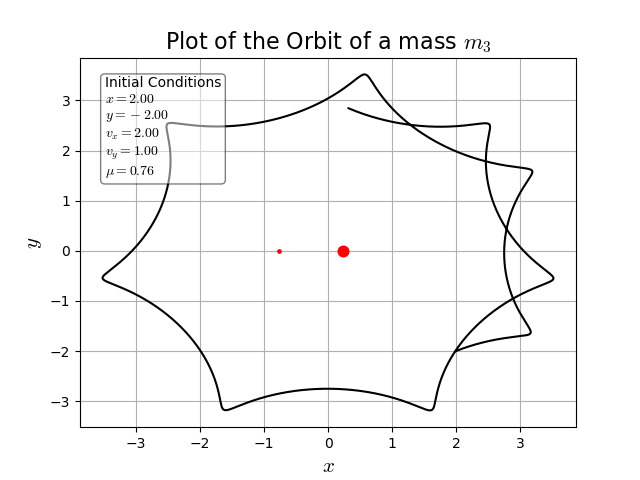 Plot of the Orbit of a mass m₃
Initial Conditions
x = 2.00
y = −2.00
vₓ = 2.00
v_y = 1.00
μ = 0.76
3
2
1
0
−1
−2
−3
y
−3 −2 −1 0 1 2 3
x